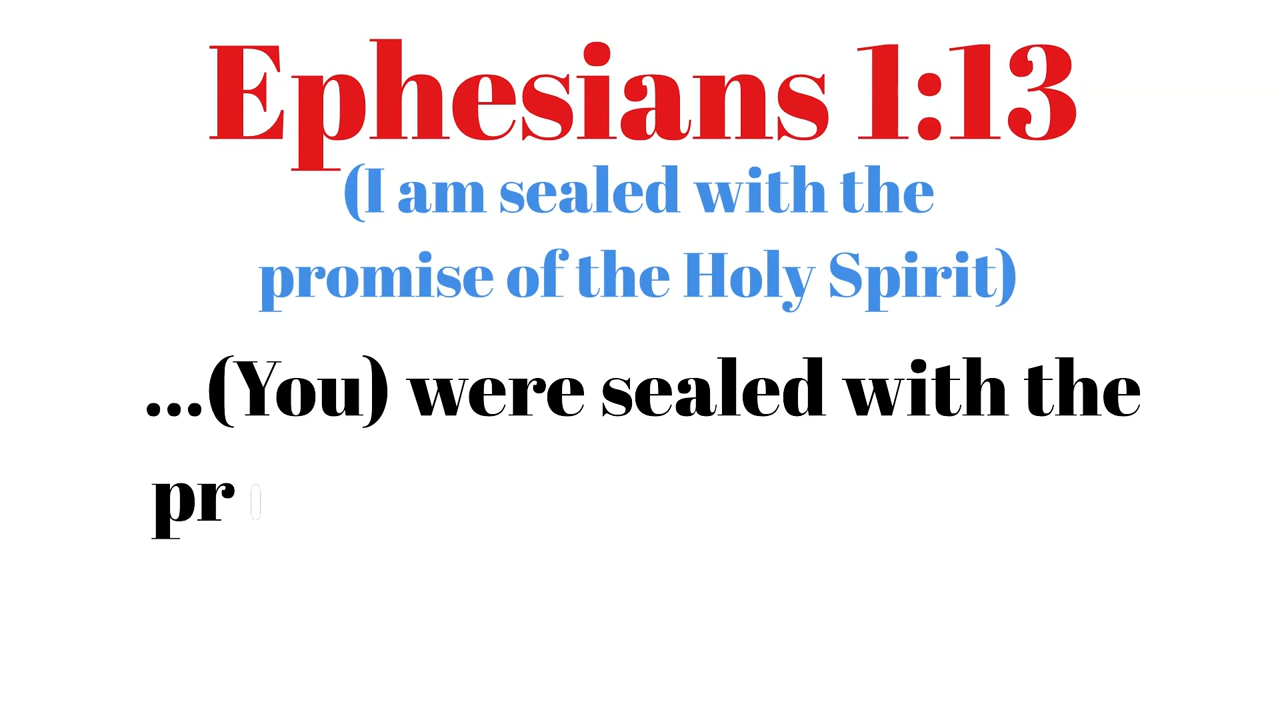 Ephesians 1:13
(I am sealed with the
promise of the Holy Spirit)
...(You) were sealed with the
pr